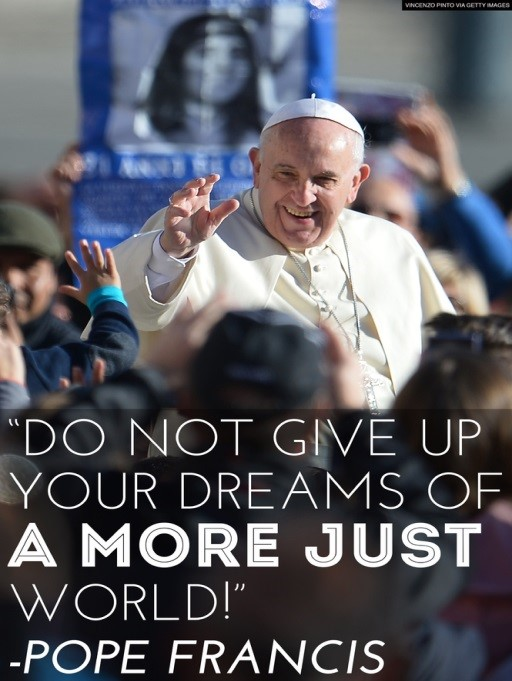 VINCENZO PINTO VIA GETTY IMAGES
“DO NOT GIVE UP
YOUR DREAMS OF
A MORE JUST
WORLD!”
-POPE FRANCIS